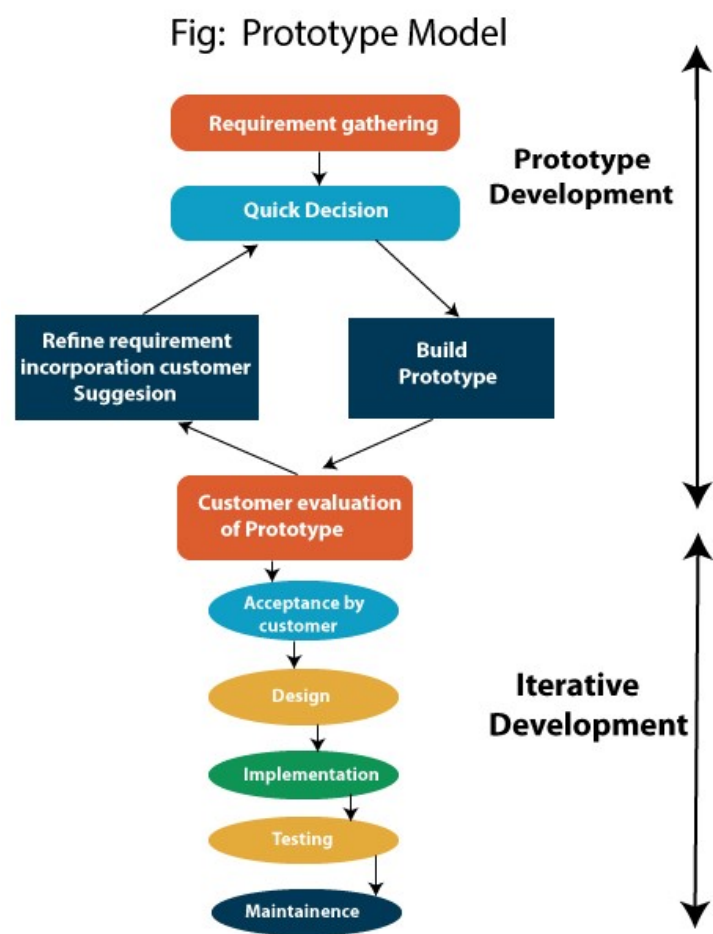 Fig: Prototype Model
Requirement gathering
Prototype
Development
Quick Decision
Refine requirement
incorporation customer
Suggesion
Build
Prototype
Customer evaluation
of Prototype
Acceptance by
customer
Design
Iterative
Development
Implementation
Testing
Maintainence